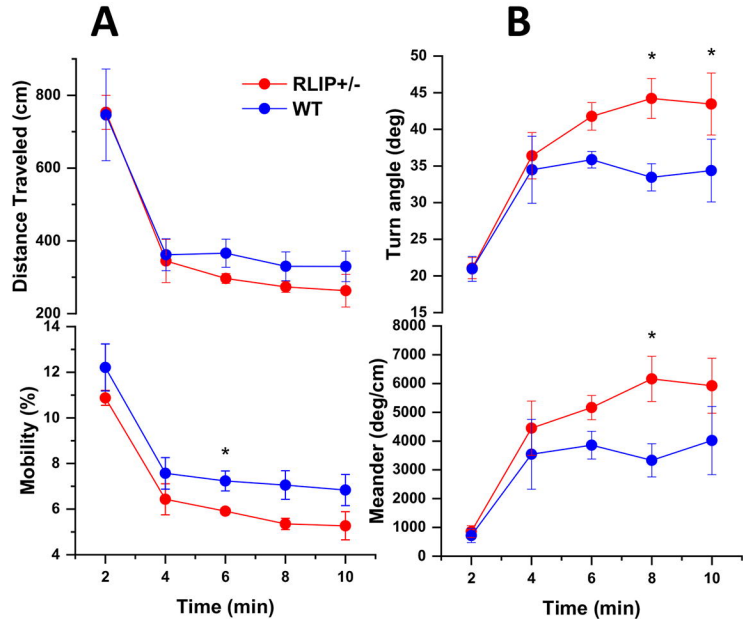 A
B
RLIP+/-
WT
Distance Traveled (cm)
800
600
400
200
Turn angle (deg)
50
45
40
35
30
25
20
15
*
*
Mobility (%)
14
12
10
8
6
4
*
Meander (deg/cm)
8000
7000
6000
5000
4000
3000
2000
1000
0
*
2 4 6 8 10
Time (min)
2 4 6 8 10
Time (min)